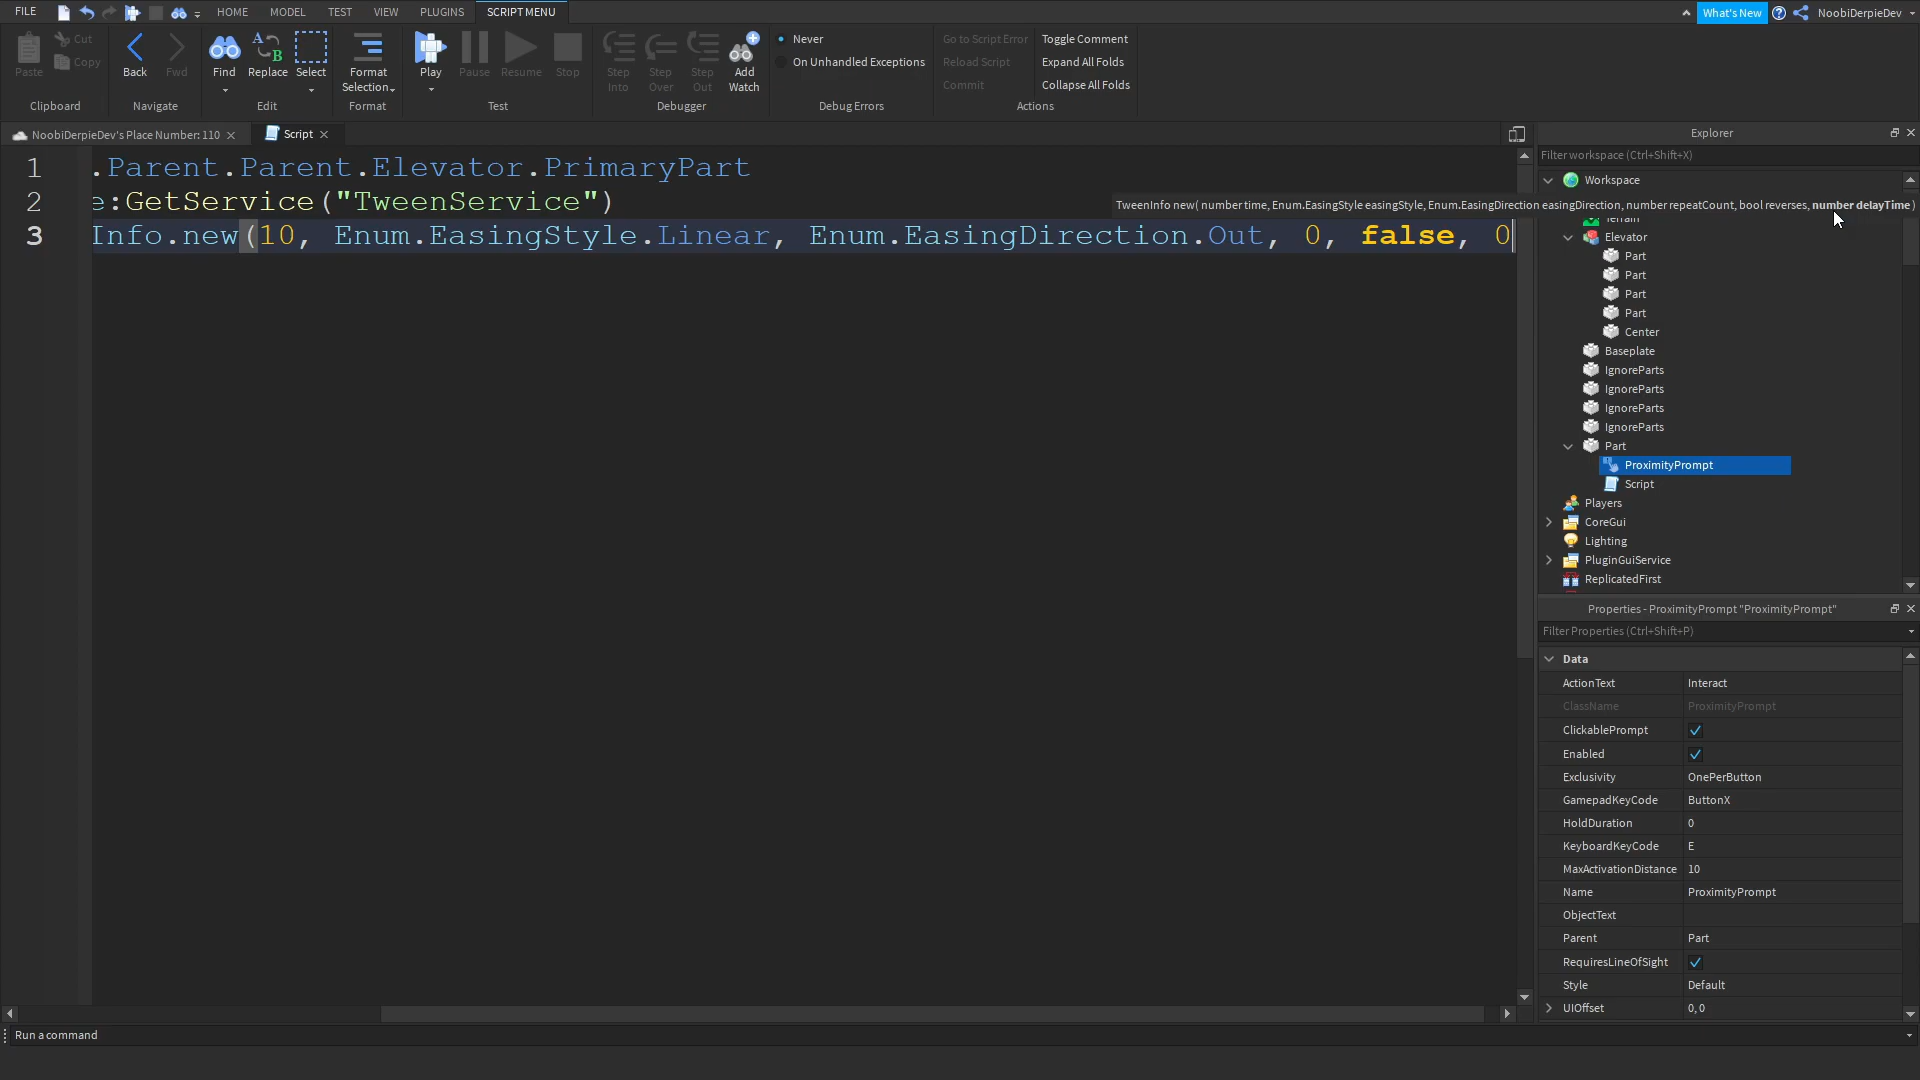 FILE
HOME
MODEL
TEST
VIEW
PLUGINS
SCRIPT MENU
What's New
NoobiDerpieDev
Paste
Cut
Copy
Clipboard
Back
Fwd
Navigate
Find
Replace
Select
Edit
Format
Selection
Format
Play
Pause
Resume
Stop
Test
Step
Into
Step
Over
Step
Out
Add
Watch
Debugger
Never
On Unhandled Exceptions
Debug Errors
Go to Script Error
Reload Script
Commit
Toggle Comment
Expand All Folds
Collapse All Folds
Actions
NoobiDerpieDev's Place Number: 110
Script
1 .Parent.Parent.Elevator.PrimaryPart
2 e:GetService("TweenService")
3 Info.new(10, Enum.EasingStyle.Linear, Enum.EasingDirection.Out, 0, false, 0
TweenInfo new( number time, Enum.EasingStyle easingStyle, Enum.EasingDirection easingDirection, number repeatCount, bool reverses, number delayTime )
Explorer
Filter workspace (Ctrl+Shift+X)
Workspace
Terrain
Elevator
Part
Part
Part
Part
Center
Baseplate
IgnoreParts
IgnoreParts
IgnoreParts
IgnoreParts
Part
ProximityPrompt
Script
Players
CoreGui
Lighting
PluginGuiService
ReplicatedFirst
Properties - ProximityPrompt "ProximityPrompt"
Filter Properties (Ctrl+Shift+P)
Data
ActionText Interact
ClassName ProximityPrompt
ClickablePrompt
Enabled
Exclusivity OnePerButton
GamepadKeyCode ButtonX
HoldDuration 0
KeyboardKeyCode E
MaxActivationDistance 10
Name ProximityPrompt
ObjectText
Parent Part
RequiresLineOfSight
Style Default
UIOffset 0, 0
Run a command